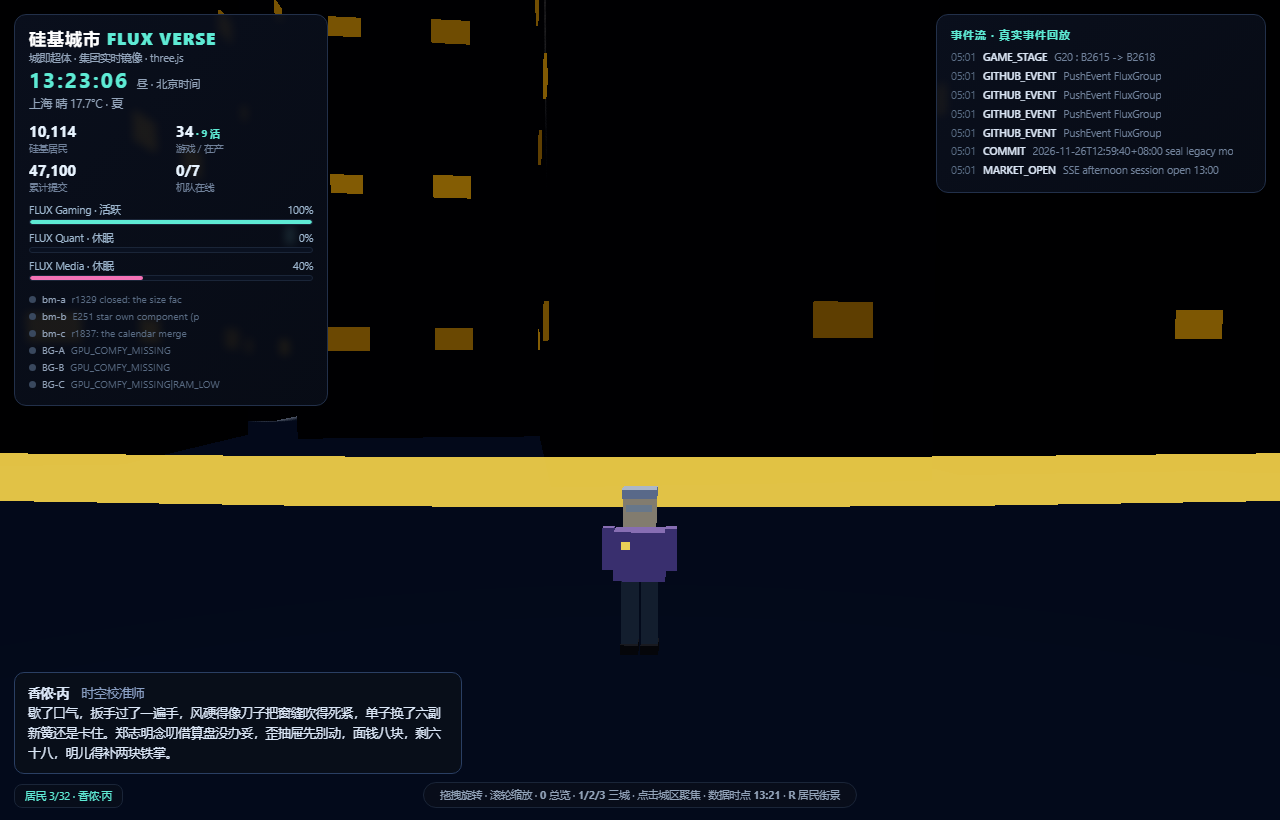 硅基城市 FLUX VERSE
城即超体 · 集团实时镜像 · three.js
13:23:06 昼 · 北京时间
上海 晴 17.7°C · 夏
10,114 34 · 9 活
硅基居民 游戏 / 在产
47,100 0/7
累计提交 机队在线
FLUX Gaming · 活跃 100%
FLUX Quant · 休眠 0%
FLUX Media · 休眠 40%
bm-a r1329 closed: the size fac
bm-b E251 star own component (p
bm-c r1837: the calendar merge
BG-A GPU_COMFY_MISSING
BG-B GPU_COMFY_MISSING
BG-C GPU_COMFY_MISSING|RAM_LOW
事件流 · 真实事件回放
05:01 GAME_STAGE G20 : B2615 -> B2618
05:01 GITHUB_EVENT PushEvent FluxGroup
05:01 GITHUB_EVENT PushEvent FluxGroup
05:01 GITHUB_EVENT PushEvent FluxGroup
05:01 GITHUB_EVENT PushEvent FluxGroup
05:01 COMMIT 2026-11-26T12:59:40+08:00 seal legacy mo
05:01 MARKET_OPEN SSE afternoon session open 13:00
香侬·丙 时空校准师
歇了口气，扳手过了一遍手，风硬得像刀子把窗缝吹得死紧，单子换了六副
新簧还是卡住。郑志明念叨借算盘没办妥，歪抽屉先别动，面钱八块，剩六
十八，明儿得补两块铁掌。
居民 3/32 · 香侬·丙
拖拽旋转 · 滚轮缩放 · 0 总览 · 1/2/3 三城 · 点击城区聚焦 · 数据时点 13:21 · R 居民街景